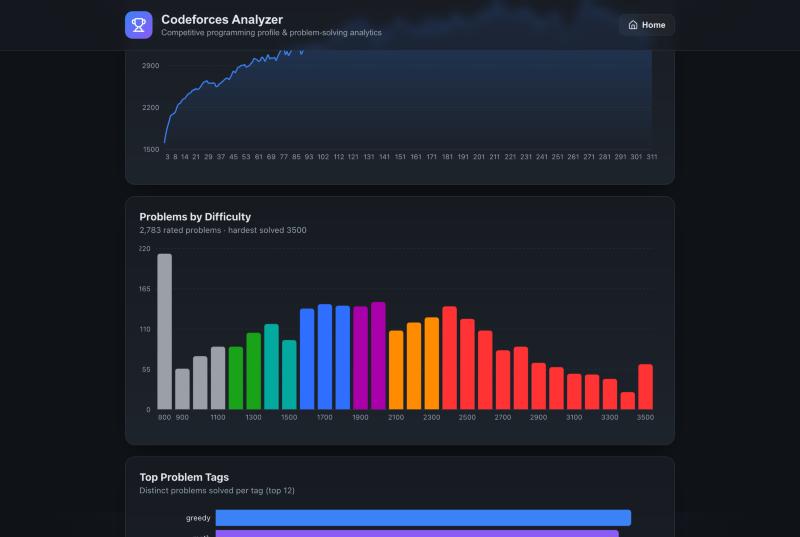 Codeforces Analyzer
Competitive programming profile & problem-solving analytics
Home
2900
2200
1500
3 8 14 21 29 37 45 53 61 69 77 85 93 102 112 121 131 141 151 161 171 181 191 201 211 221 231 241 251 261 271 281 291 301 311
Problems by Difficulty
2,783 rated problems · hardest solved 3500
220
165
110
55
0
800 900 1100 1300 1500 1700 1900 2100 2300 2500 2700 2900 3100 3300 3500
Top Problem Tags
Distinct problems solved per tag (top 12)
greedy